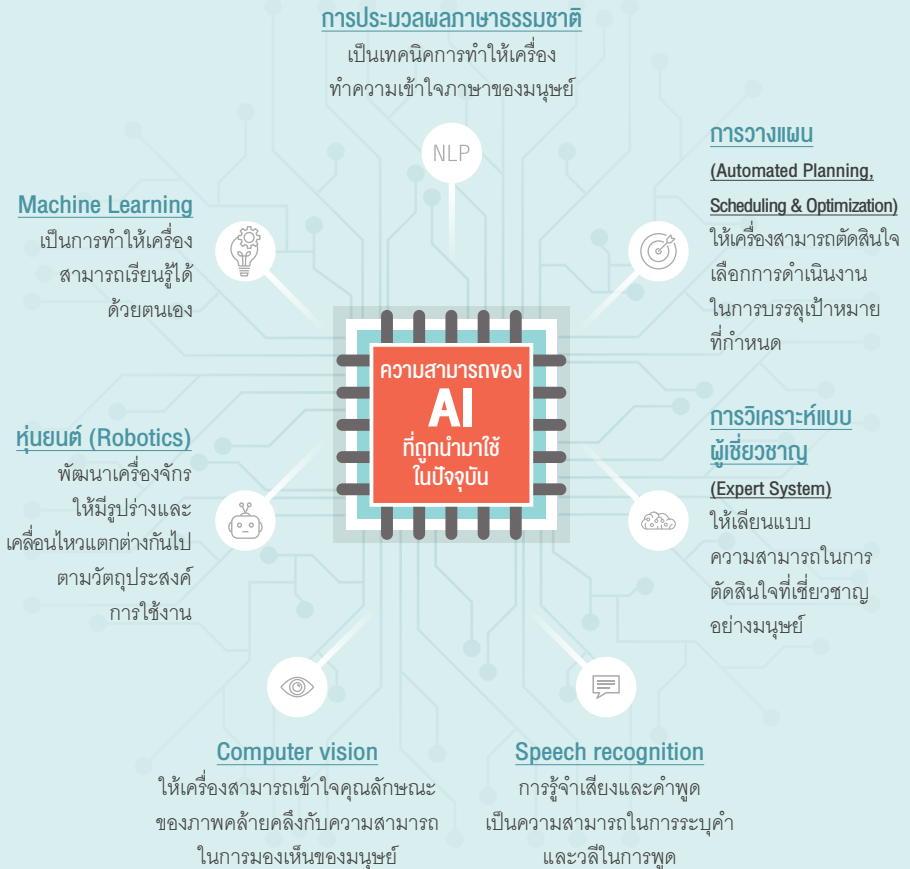 การประมวลผลภาษาธรรมชาติ
เป็นเทคนิคการทำให้เครื่อง
ทำความเข้าใจภาษาของมนุษย์
NLP
Machine Learning
เป็นการทำให้เครื่อง
สามารถเรียนรู้ได้
ด้วยตนเอง
การวางแผน
(Automated Planning,
Scheduling & Optimization)
ให้เครื่องสามารถตัดสินใจ
เลือกการดำเนินงาน
ในการบรรลุเป้าหมาย
ที่กำหนด
ความสามารถของ
AI
ที่ถูกนำมาใช้
ในปัจจุบัน
หุ่นยนต์ (Robotics)
พัฒนาเครื่องจักร
ให้มีรูปร่างและ
เคลื่อนไหวแตกต่างกันไป
ตามวัตถุประสงค์
การใช้งาน
การวิเคราะห์แบบ
ผู้เชี่ยวชาญ
(Expert System)
ให้เลียนแบบ
ความสามารถในการ
ตัดสินใจที่เชี่ยวชาญ
อย่างมนุษย์
Computer vision
ให้เครื่องสามารถเข้าใจคุณลักษณะ
ของภาพคล้ายคลึงกับความสามารถ
ในการมองเห็นของมนุษย์
Speech recognition
การรู้จำเสียงและคำพูด
เป็นความสามารถในการระบุคำ
และวลีในการพูด